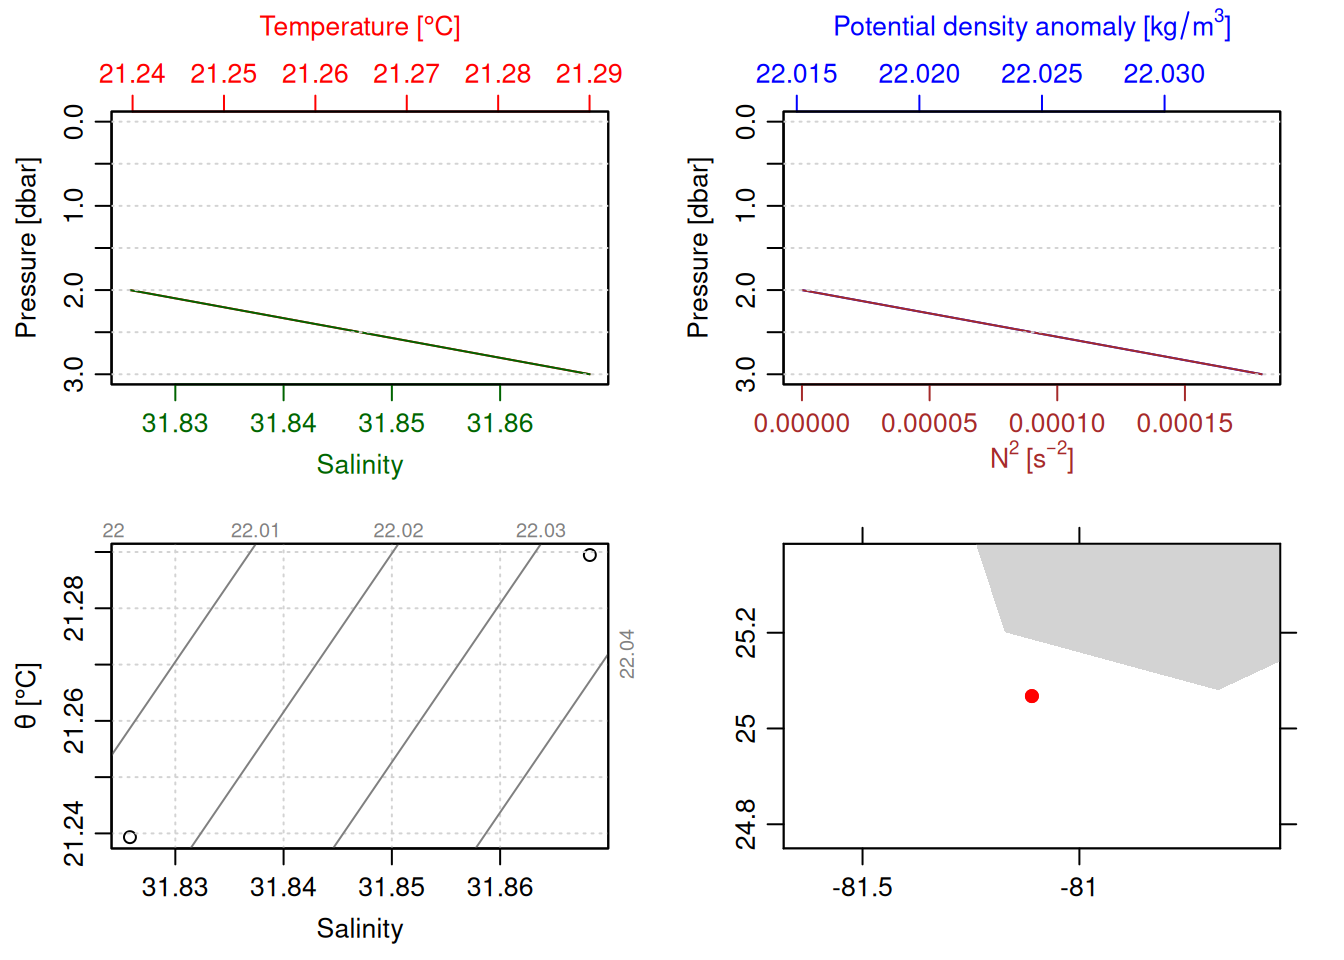 Temperature [°C]
21.24 21.25 21.26 21.27 21.28 21.29
0.0
1.0
2.0
3.0
Pressure [dbar]
31.83 31.84 31.85 31.86
Salinity
Potential density anomaly [kg/m³]
22.015 22.020 22.025 22.030
0.0
1.0
2.0
3.0
Pressure [dbar]
0.00000 0.00005 0.00010 0.00015
N² [s⁻²]
22 22.01 22.02 22.03
22.04
21.28
21.26
21.24
θ [°C]
31.83 31.84 31.85 31.86
Salinity
25.2
25
24.8
-81.5 -81